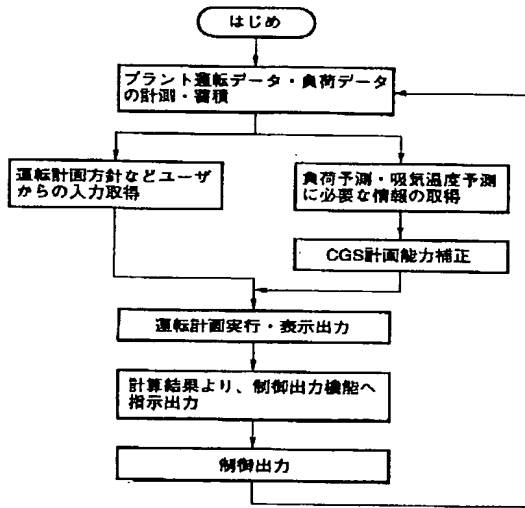 はじめ
プラント運転データ・負荷データ
の計測・蓄積
運転計画方針などユーザ
からの入力取得
負荷予測・吸気温度予測
に必要な情報の取得
CGS計画能力補正
運転計画実行・表示出力
計算結果より、制御出力機能へ
指示出力
制御出力